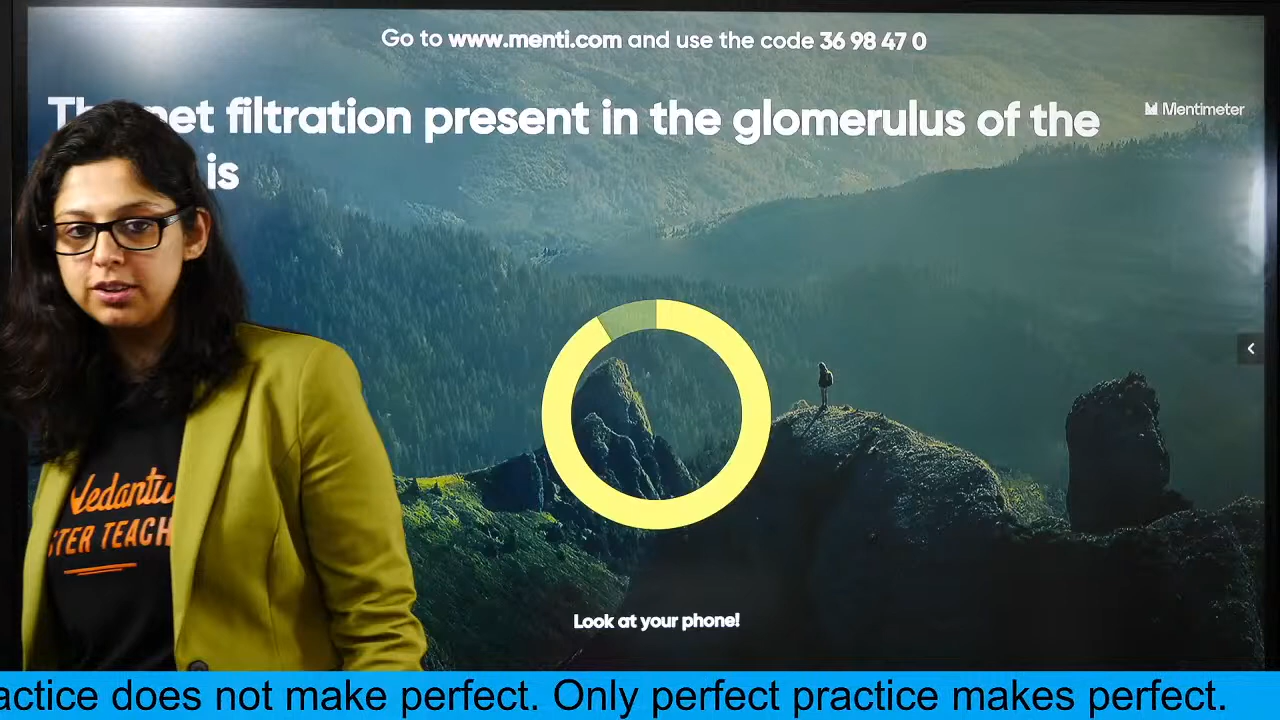 Go to www.menti.com and use the code 36 98 47 0
net filtration present in the glomerulus of the
is
Mentimeter
Look at your phone!
Vedantu
TER TEACH
actice does not make perfect. Only perfect practice makes perfect.